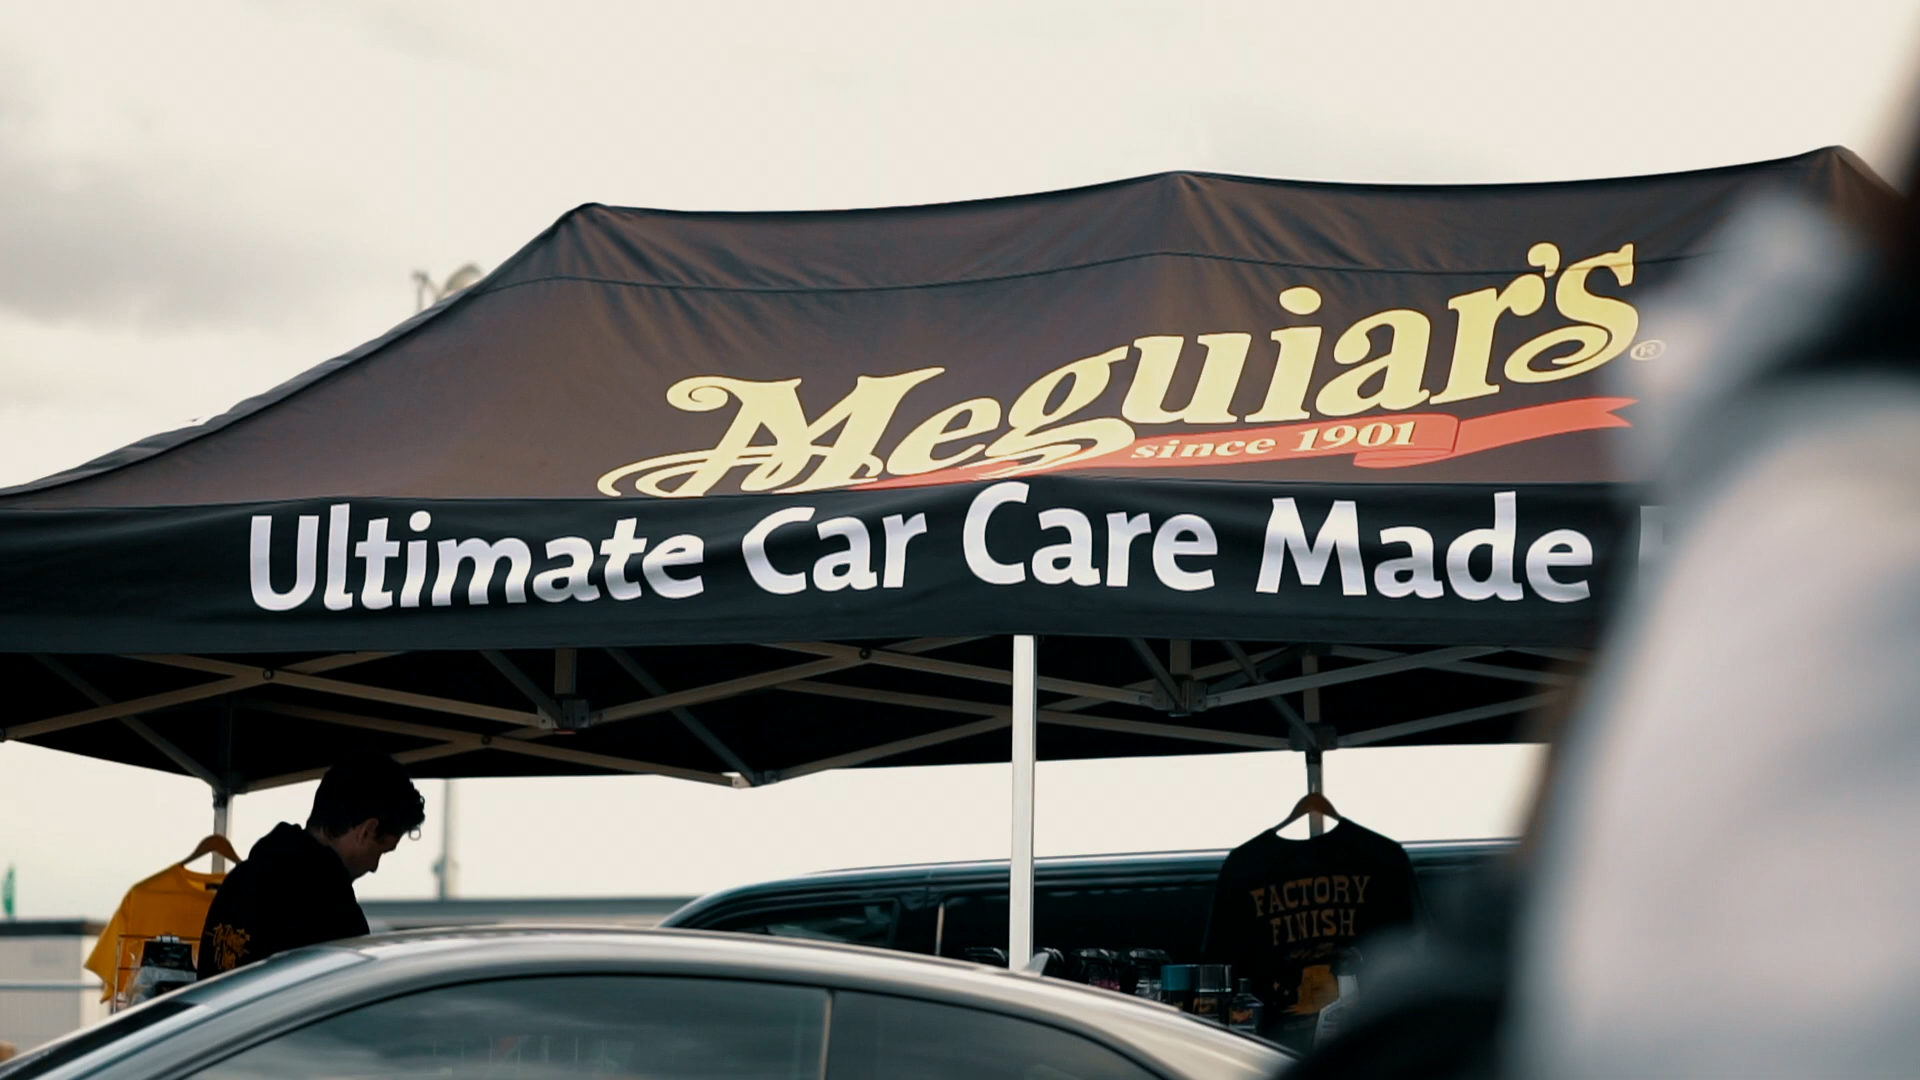 Meguiar's®
since 1901
Ultimate Car Care Made
FACTORY
FINISH